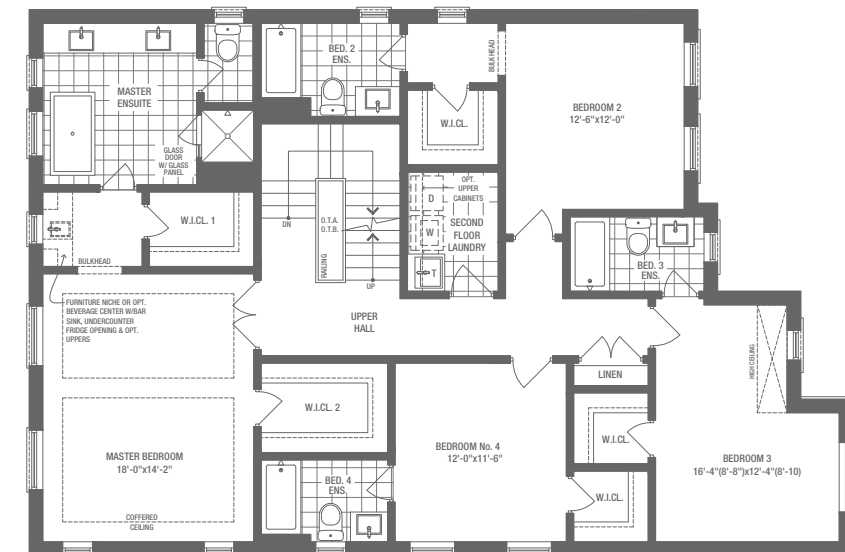 MASTER
ENSUITE
GLASS
DOOR
W/ GLASS
PANEL
BED. 2
ENS.
BULKHEAD
W.I.CL.
BEDROOM 2
12'-6"x12'-0"
W.I.CL. 1
BULKHEAD
DN
O.T.A.
O.T.B.
RAILING
UP
OPT.
UPPER
CABINETS
D
W
SECOND
FLOOR
LAUNDRY
T
BED. 3
ENS.
FURNITURE NICHE OR OPT.
BEVERAGE CENTER W/BAR
SINK, UNDERCOUNTER
FRIDGE OPENING & OPT.
UPPERS
UPPER
HALL
LINEN
HIGH CEILING
W.I.CL. 2
MASTER BEDROOM
18'-0"x14'-2"
COFFERED
CEILING
BED. 4
ENS.
BEDROOM No. 4
12'-0"x11'-6"
W.I.CL.
W.I.CL.
BEDROOM 3
16'-4"(8'-8")x12'-4"(8'-10)